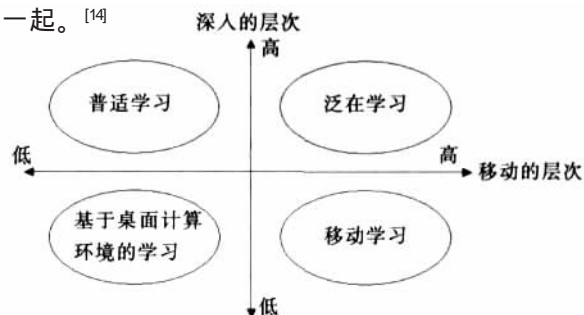 一起。[14]
深人的层次
高
普适学习
泛在学习
低
高
移动的层次
基于桌面计算
环境的学习
移动学习
低